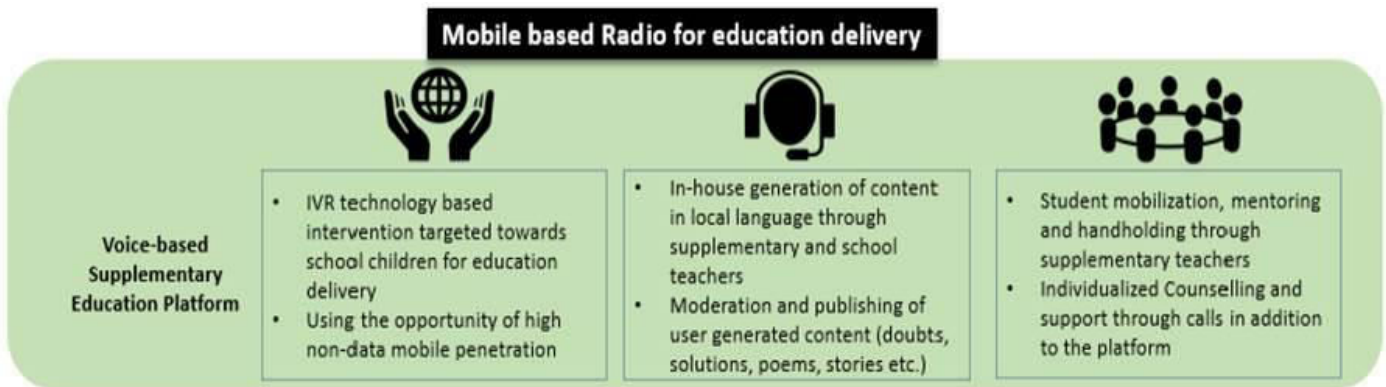 Mobile based Radio for education delivery
Voice-based
Supplementary
Education Platform
• IVR technology based
intervention targeted towards
school children for education
delivery
• Using the opportunity of high
non-data mobile penetration
• In-house generation of content
in local language through
supplementary and school
teachers
• Moderation and publishing of
user generated content (doubts,
solutions, poems, stories etc.)
• Student mobilization, mentoring
and handholding through
supplementary teachers
• Individualized Counselling and
support through calls in addition
to the platform